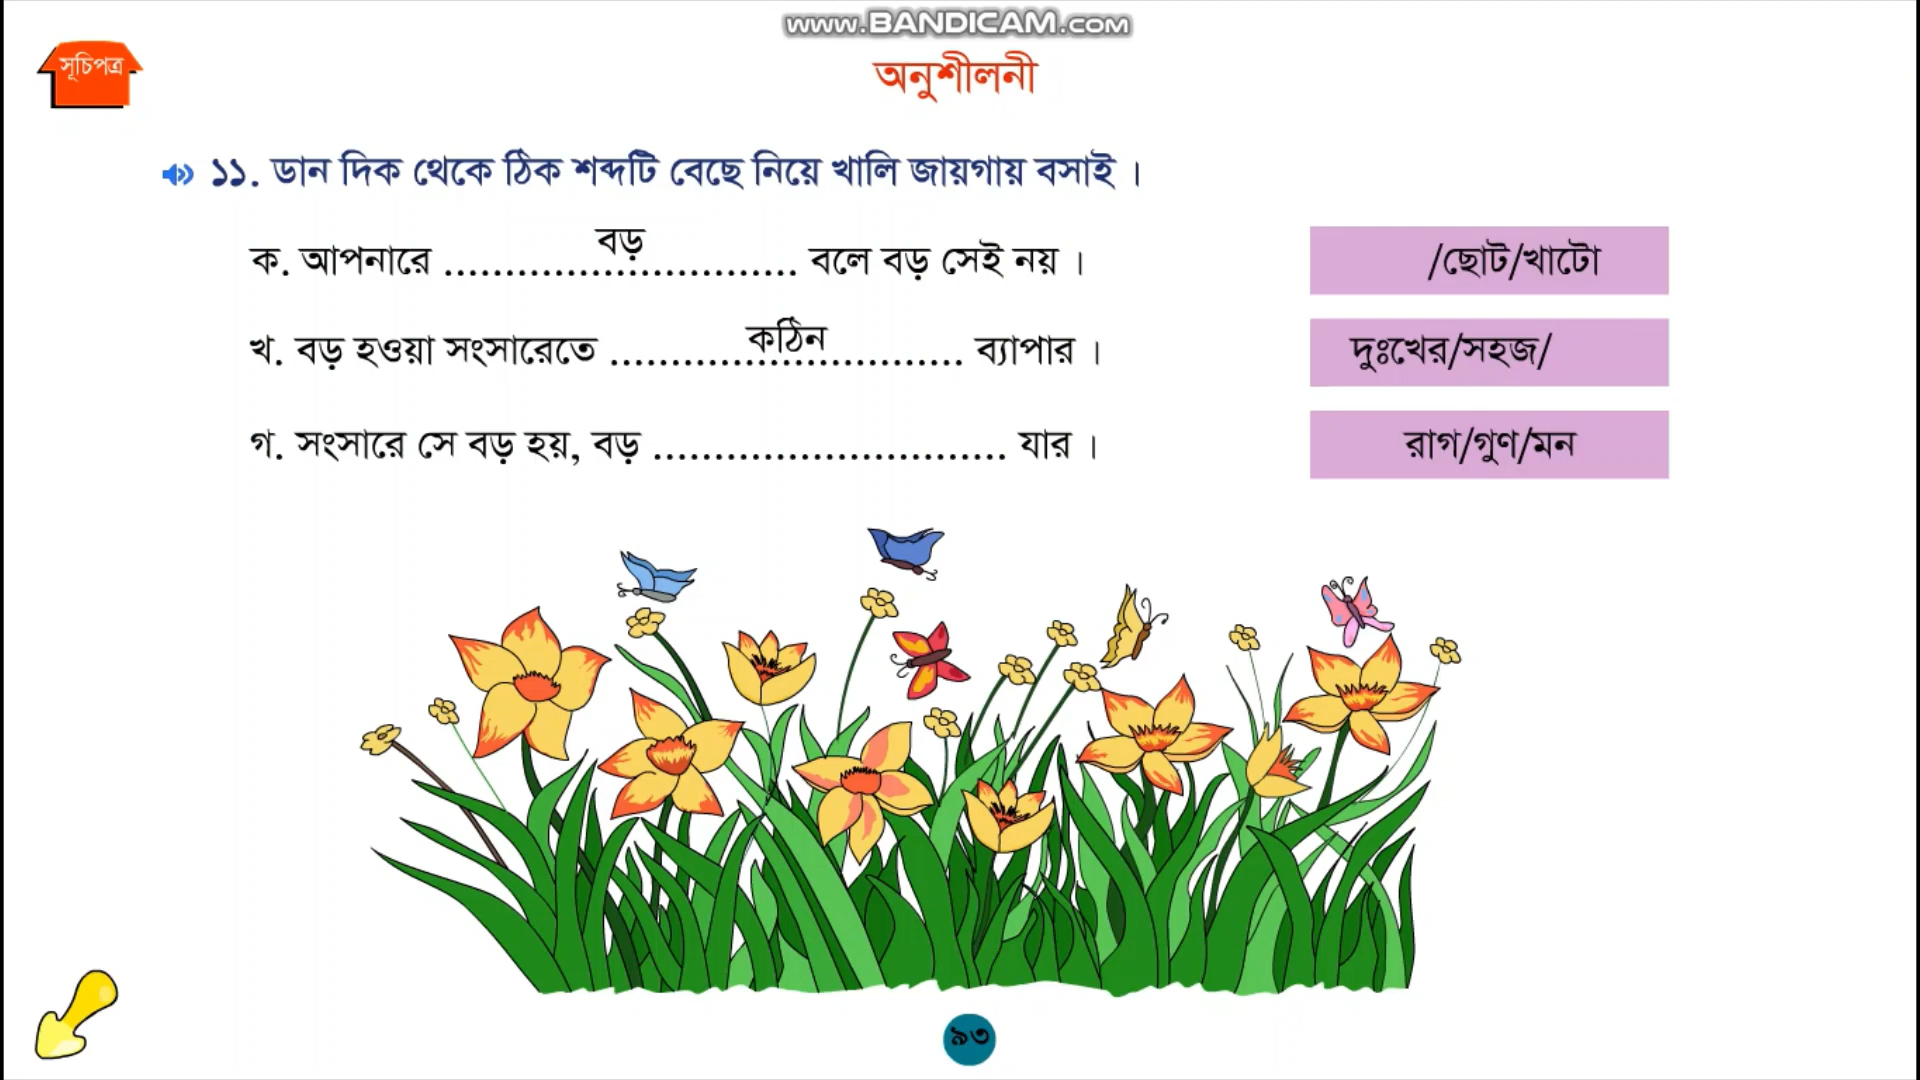 www.BANDICAM.com
সূচিপত্র
অনুশীলনী
১১. ডান দিক থেকে ঠিক শব্দটি বেছে নিয়ে খালি জায়গায় বসাই।
ক. আপনারে ............................. বড় বলে বড় সেই নয়। /ছোট/খাটো
খ. বড় হওয়া সংসারেতে ............................. কঠিন ব্যাপার। দুঃখের/সহজ/
গ. সংসারে সে বড় হয়, বড় ............................. যার। রাগ/গুণ/মন
৯৩